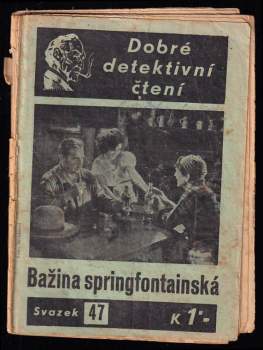 Dobré
detektivní
čtení
Bažina springfontainská
Svazek 47 K 1·-